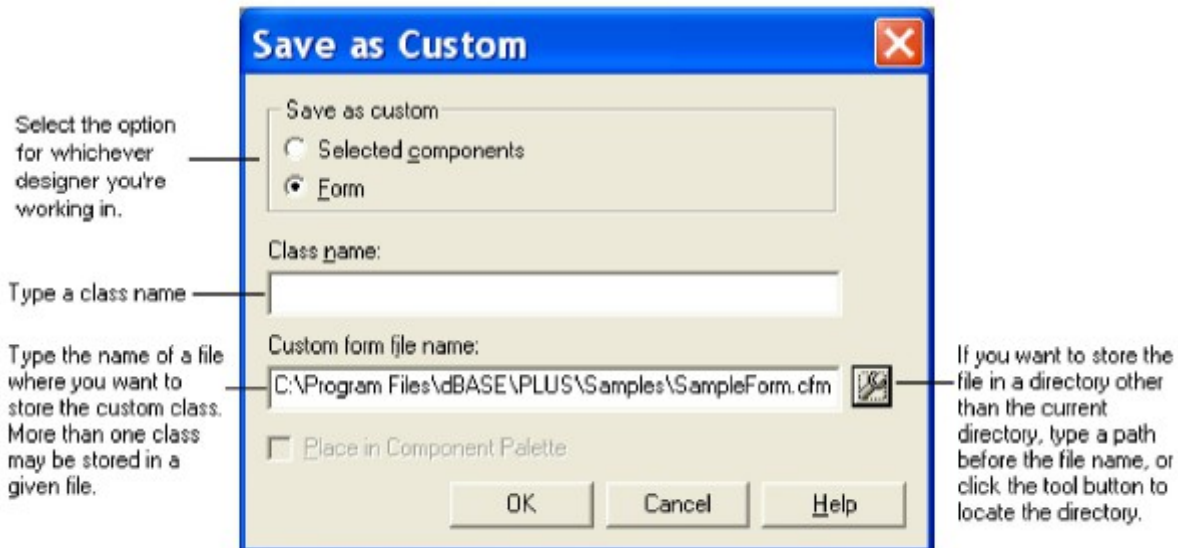 Save as Custom
Select the option
for whichever
designer you're
working in.
Save as custom
Selected components
Form
Class name:
Type a class name
Type the name of a file
where you want to
store the custom class.
More than one class
may be stored in a
given file.
Custom form file name:
C:\Program Files\dBASE\PLUS\Samples\SampleForm.cfm
If you want to store the
file in a directory other
than the current
directory, type a path
before the file name, or
click the tool button to
locate the directory.
Place in Component Palette
OK
Cancel
Help